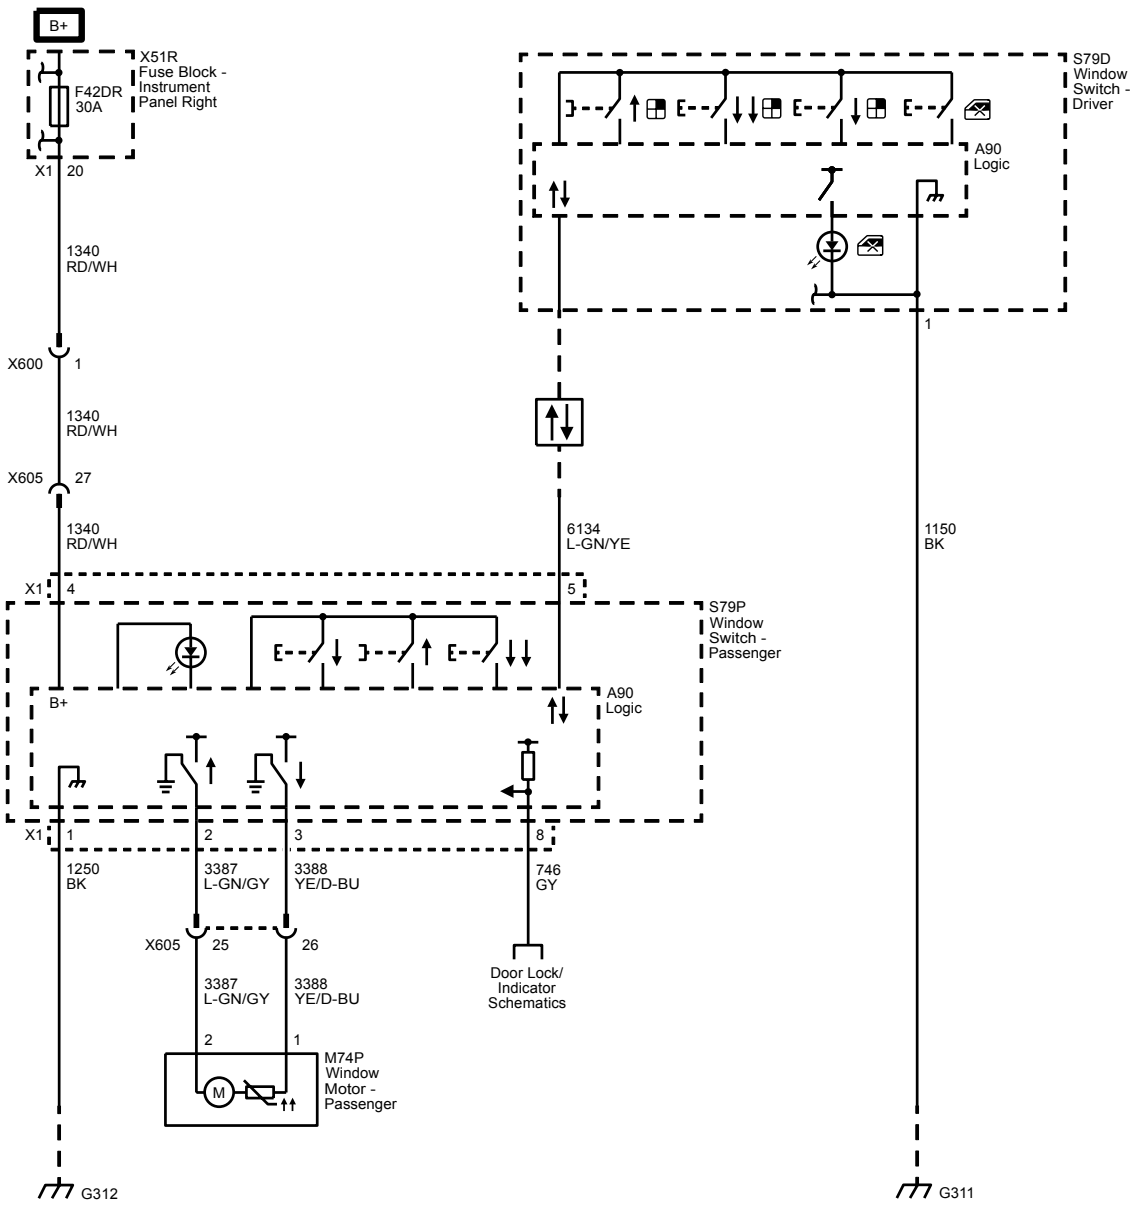 B+
X51R
Fuse Block -
Instrument
Panel Right
F42DR
30A
X1 20
S79D
Window
Switch -
Driver
A90
Logic
1
1340
RD/WH
X600 1
1340
RD/WH
X605 27
1340
RD/WH
6134
L-GN/YE
1150
BK
X1 4 5
S79P
Window
Switch -
Passenger
B+
A90
Logic
X1 1 2 3 8
1250
BK
3387
L-GN/GY
3388
YE/D-BU
746
GY
X605 25 26
Door Lock/
Indicator
Schematics
3387
L-GN/GY
3388
YE/D-BU
2 1
M
M74P
Window
Motor -
Passenger
G312
G311